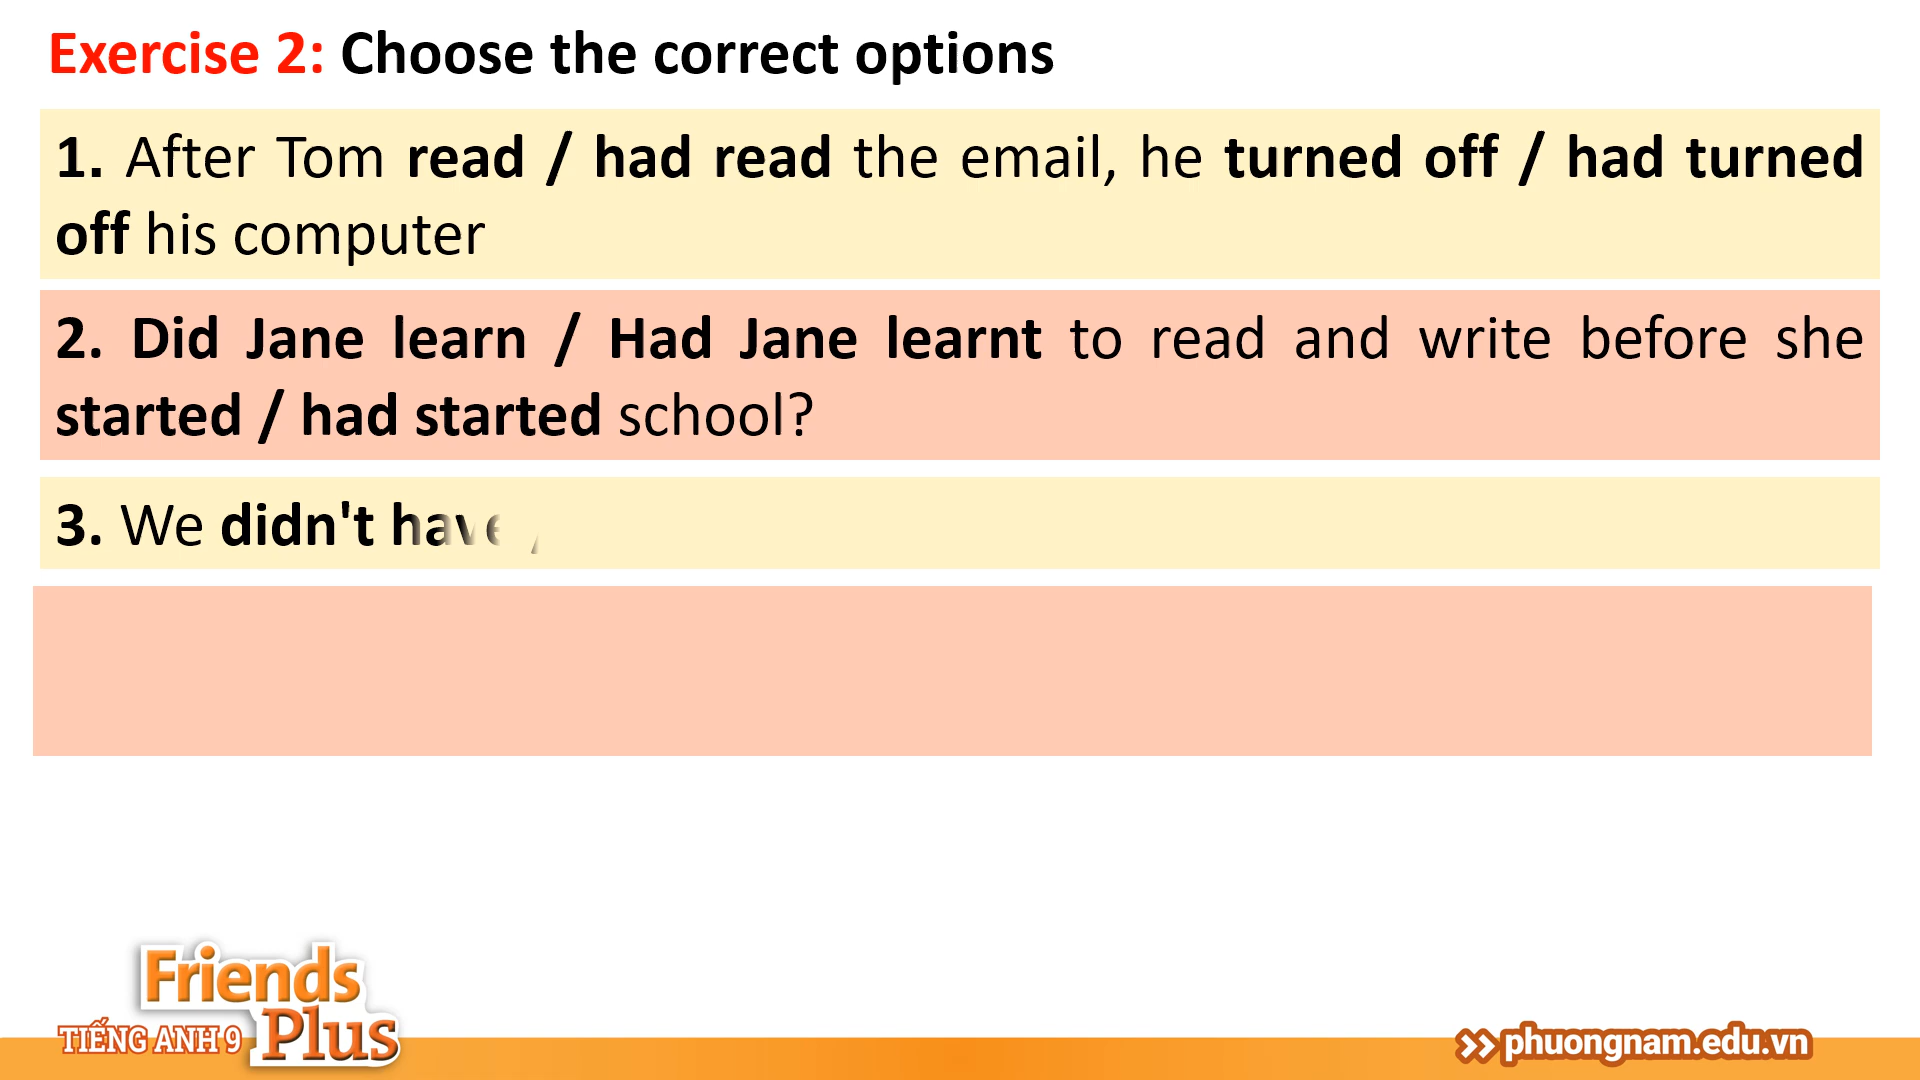 Exercise 2: Choose the correct options
1. After Tom read / had read the email, he turned off / had turned
off his computer
2. Did Jane learn / Had Jane learnt to read and write before she
started / had started school?
3. We didn't have /
Friends
Plus
TIẾNG ANH 9
phuongnam.edu.vn